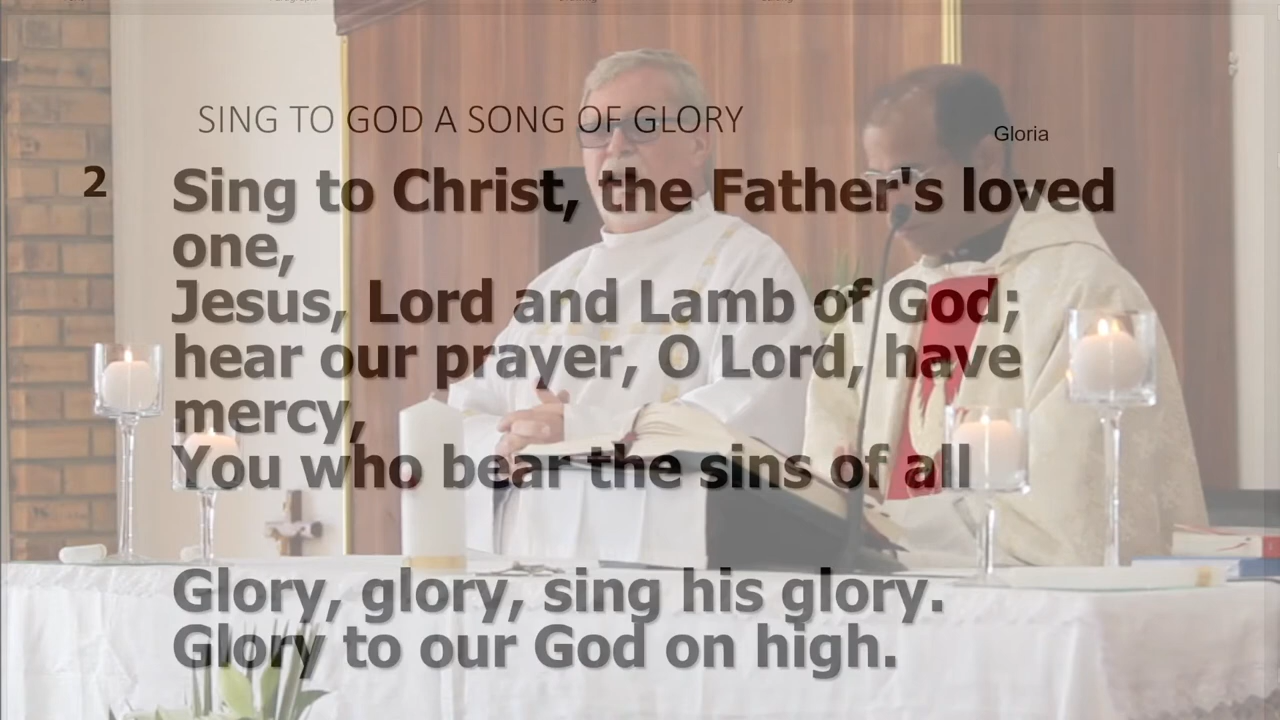 SING TO GOD A SONG OF GLORY
Gloria
2
Sing to Christ, the Father's loved
one,
Jesus, Lord and Lamb of God;
hear our prayer, O Lord, have
mercy,
You who bear the sins of all
Glory, glory, sing his glory.
Glory to our God on high.